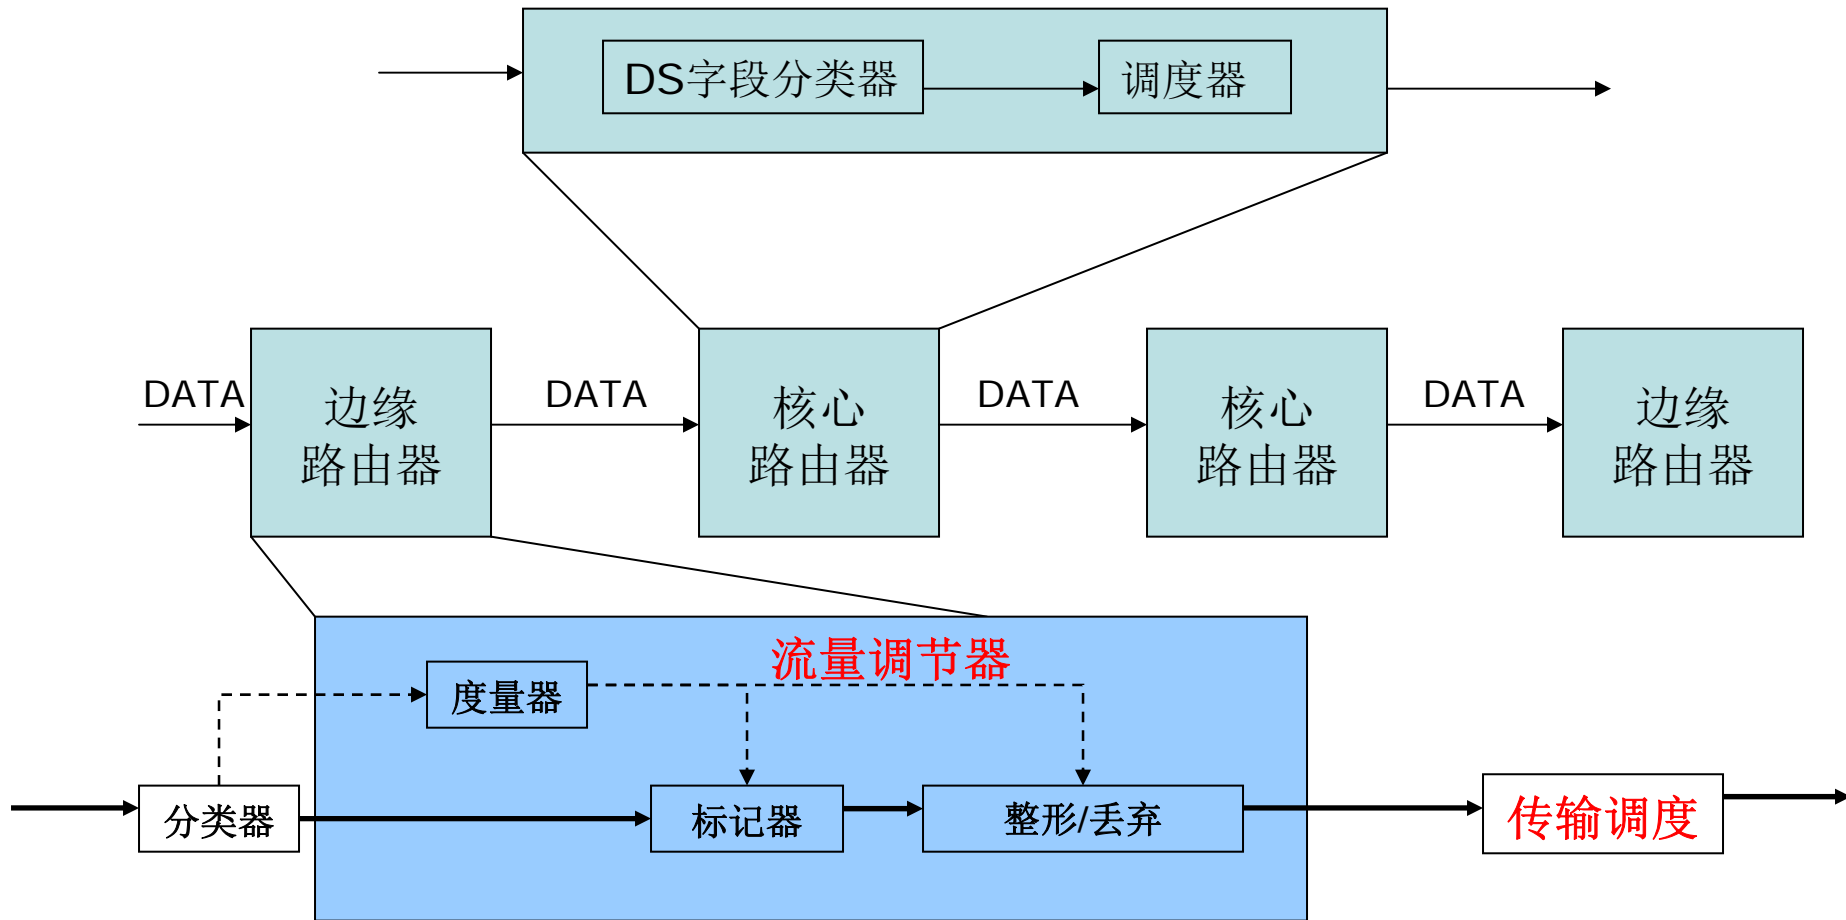 DS字段分类器
调度器
DATA
边缘
路由器
DATA
核心
路由器
DATA
核心
路由器
DATA
边缘
路由器
流量调节器
度量器
分类器
标记器
整形/丢弃
传输调度